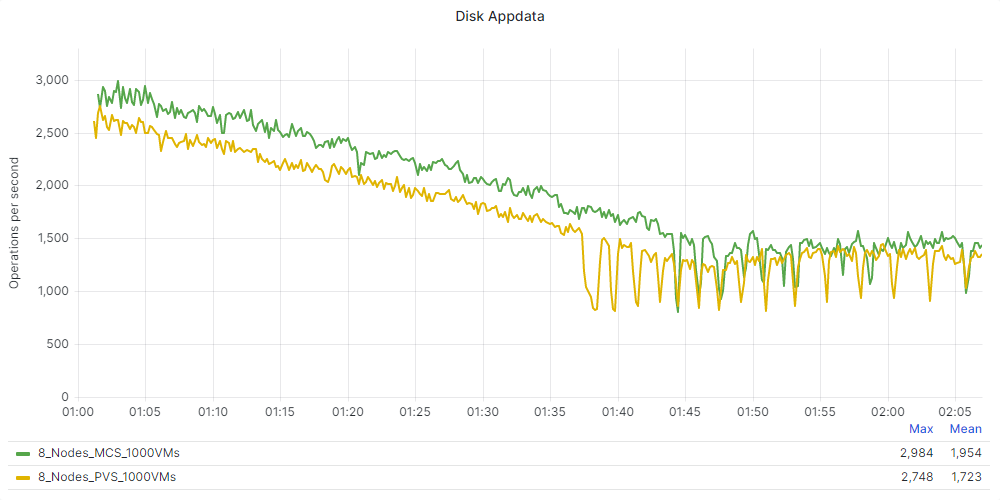 Disk Appdata
Operations per second
3,000
2,500
2,000
1,500
1,000
500
0
01:00 01:05 01:10 01:15 01:20 01:25 01:30 01:35 01:40 01:45 01:50 01:55 02:00 02:05
Max Mean
8_Nodes_MCS_1000VMs 2,984 1,954
8_Nodes_PVS_1000VMs 2,748 1,723